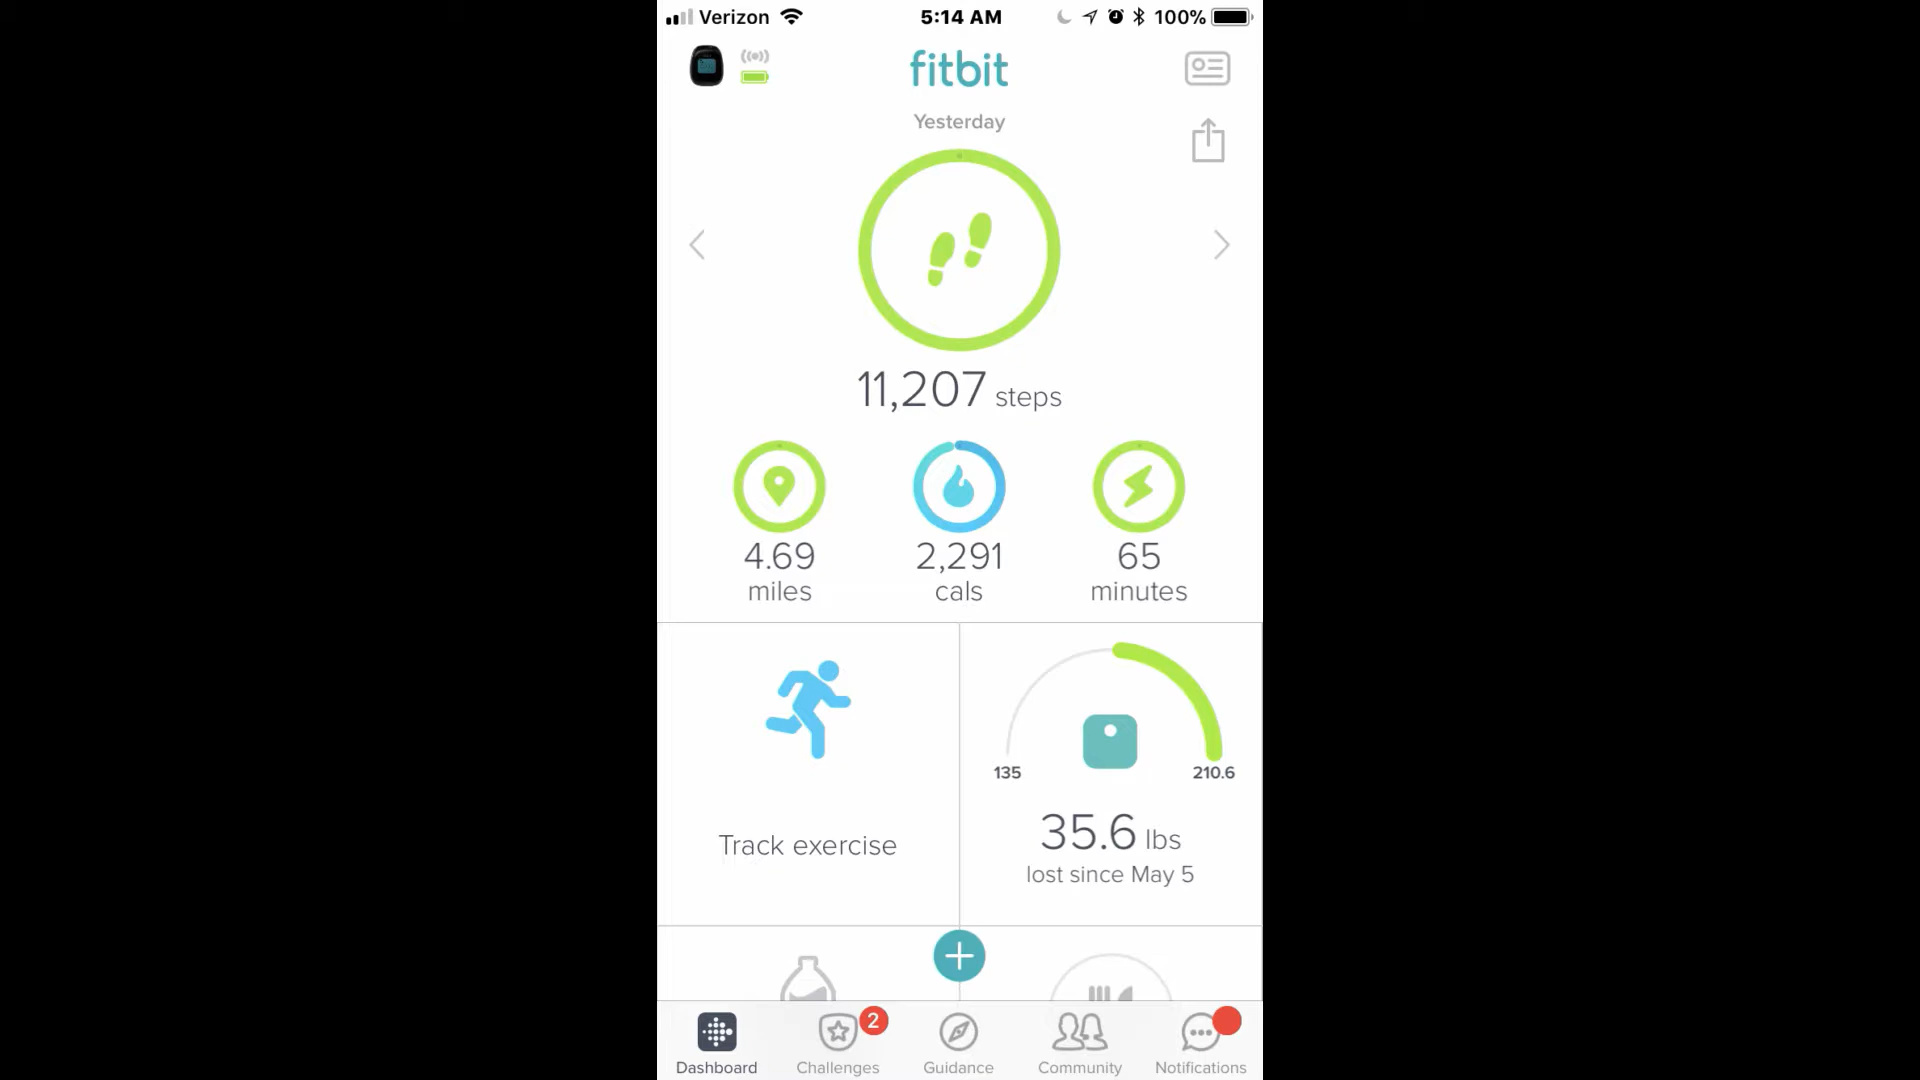 Verizon 5:14 AM 100%
fitbit
Yesterday
11,207 steps
4.69 2,291 65
miles cals minutes
135 210.6
35.6 lbs
Track exercise
lost since May 5
2
Dashboard Challenges Guidance Community Notifications